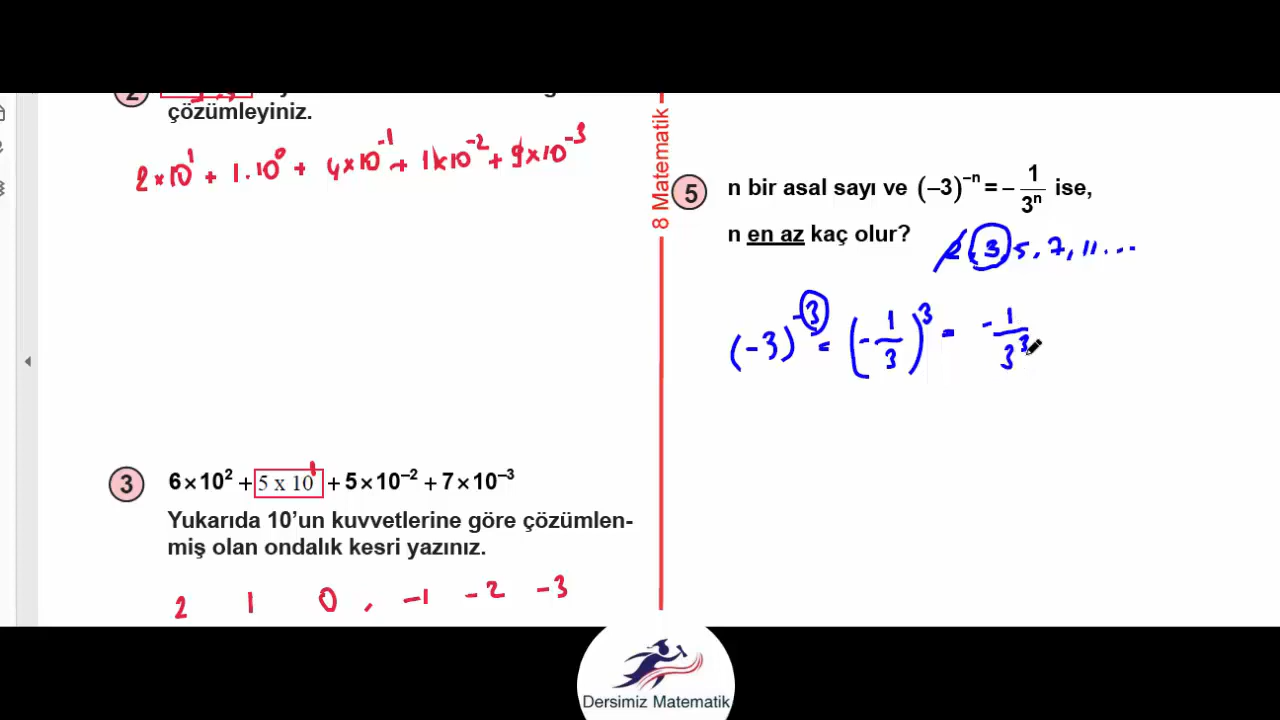 2
çözümleyiniz.
2×10¹ + 1.10⁰ + 4×10⁻¹ + 1×10⁻² + 9×10⁻³
3
6×10² + 5 x 10¹ + 5×10⁻² + 7×10⁻³
Yukarıda 10’un kuvvetlerine göre çözümlen-
miş olan ondalık kesri yazınız.
2 1 0 , -1 -2 -3
8 Matematik
5
n bir asal sayı ve (–3)⁻ⁿ = – 1/3ⁿ ise,
n en az kaç olur?
2, 3, 5, 7, 11 ...
(-3)⁻³ = (-1/3)³ = -1/3³
Dersimiz Matematik